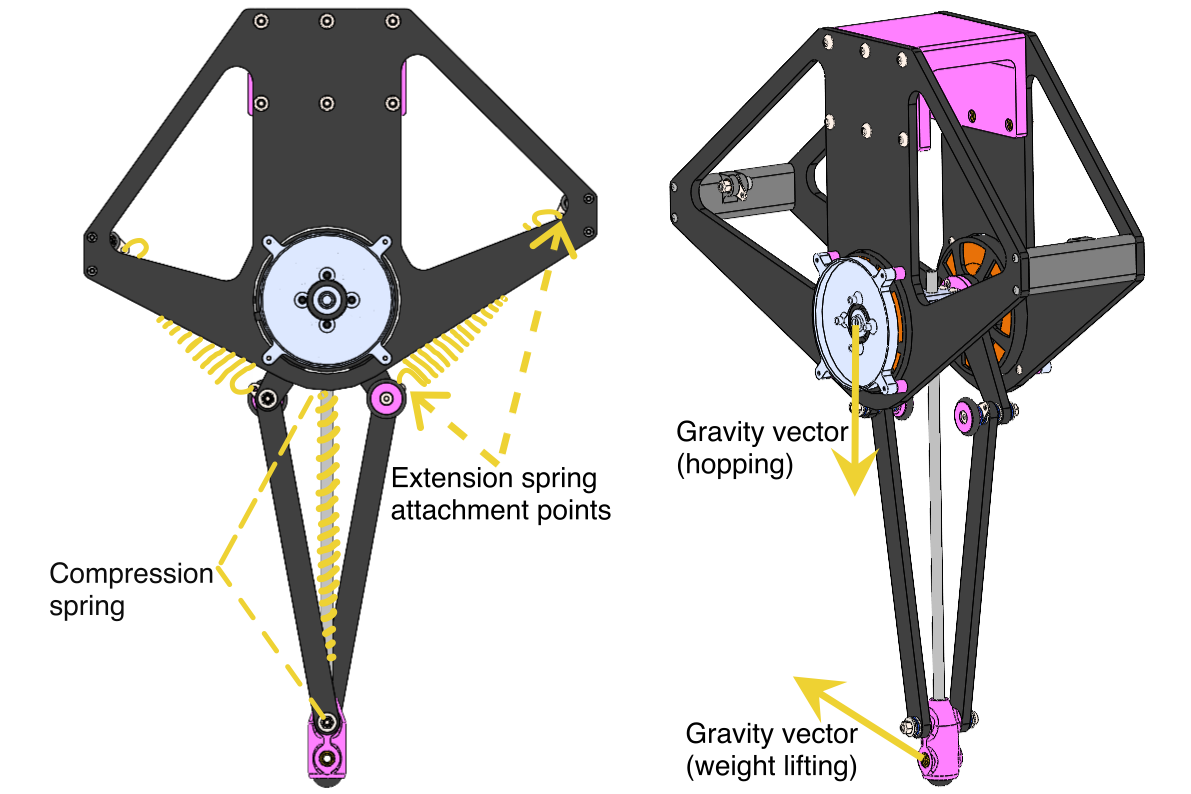 Extension spring
attachment points
Compression
spring
Gravity vector
(hopping)
Gravity vector
(weight lifting)